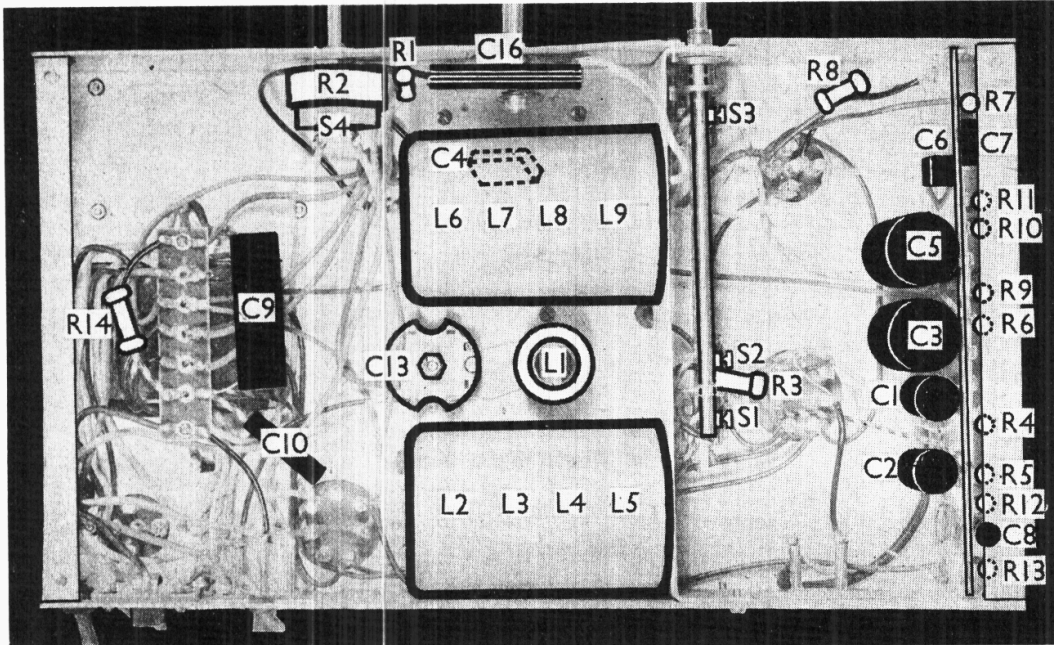 R1
C16
R2
S4
R8
S3
R7
C6
C7
C4
L6 L7 L8 L9
R11
R10
C5
C9
R14
R9
R6
C3
C13
L1
S2
R3
C1
S1
R4
C10
C2
R5
L2 L3 L4 L5
R12
C8
R13